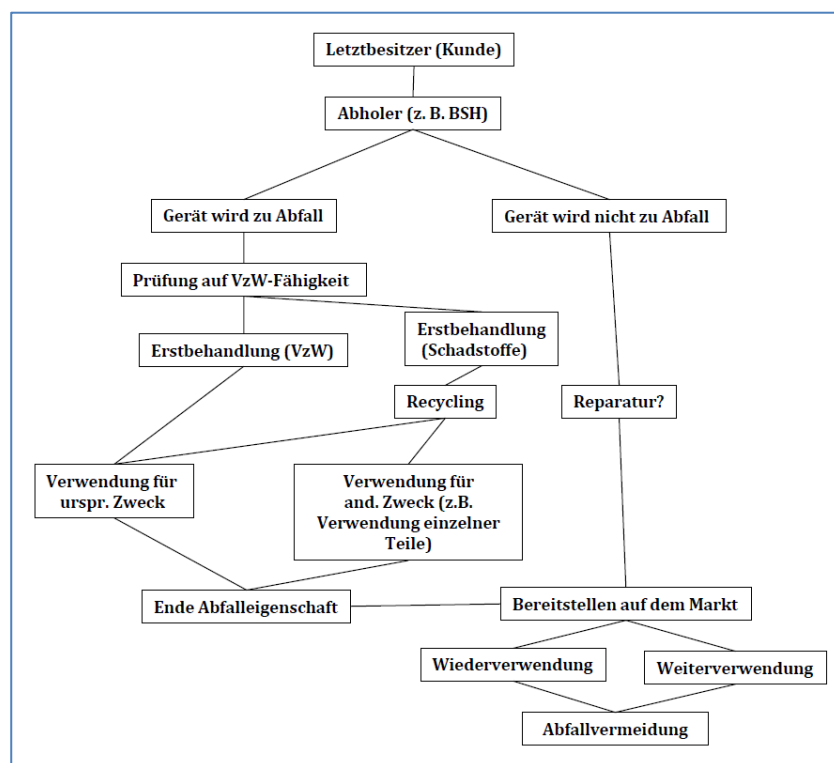 Letztbesitzer (Kunde)
Abholer (z. B. BSH)
Gerät wird zu Abfall
Gerät wird nicht zu Abfall
Prüfung auf VzW-Fähigkeit
Erstbehandlung (VzW)
Erstbehandlung
(Schadstoffe)
Recycling
Reparatur?
Verwendung für
urspr. Zweck
Verwendung für
and. Zweck (z.B.
Verwendung einzelner
Teile)
Ende Abfalleigenschaft
Bereitstellen auf dem Markt
Wiederverwendung
Weiterverwendung
Abfallvermeidung